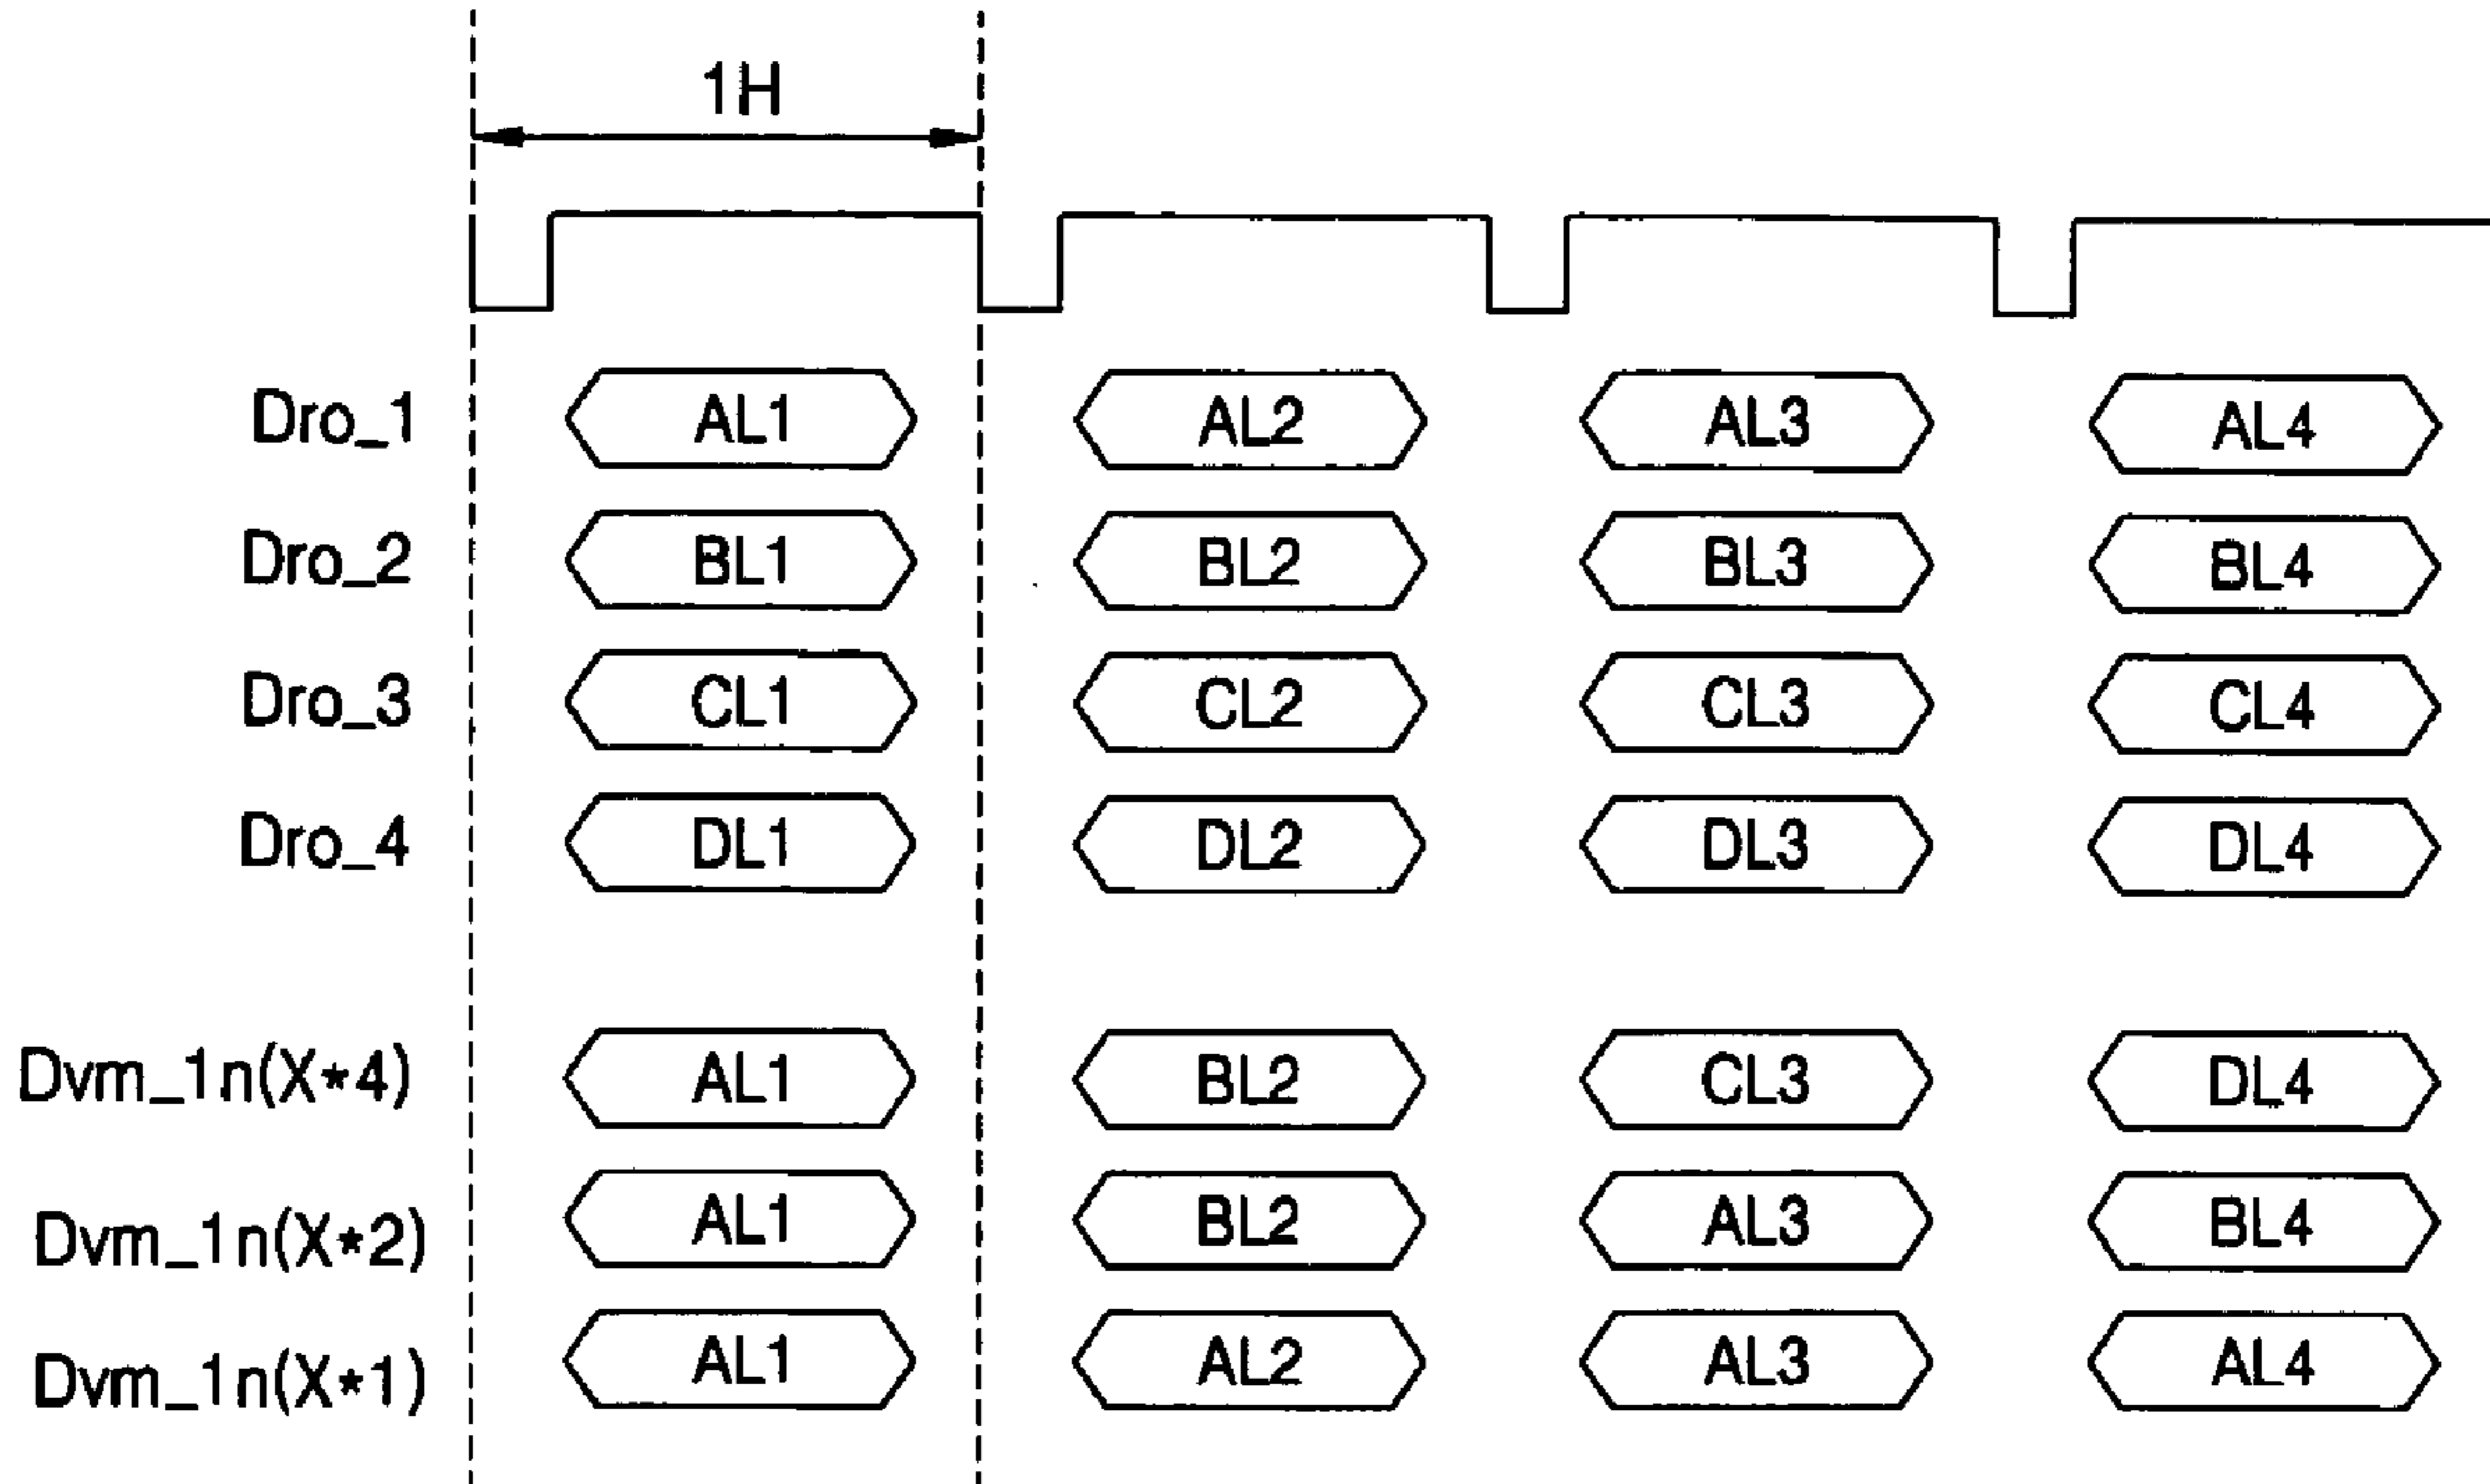 1H
Dro_1 AL1 AL2 AL3 AL4
Dro_2 BL1 BL2 BL3 BL4
Dro_3 CL1 CL2 CL3 CL4
Dro_4 DL1 DL2 DL3 DL4
Dvm_1n(X*4) AL1 BL2 CL3 DL4
Dvm_1n(X*2) AL1 BL2 AL3 BL4
Dvm_1n(X*1) AL1 AL2 AL3 AL4